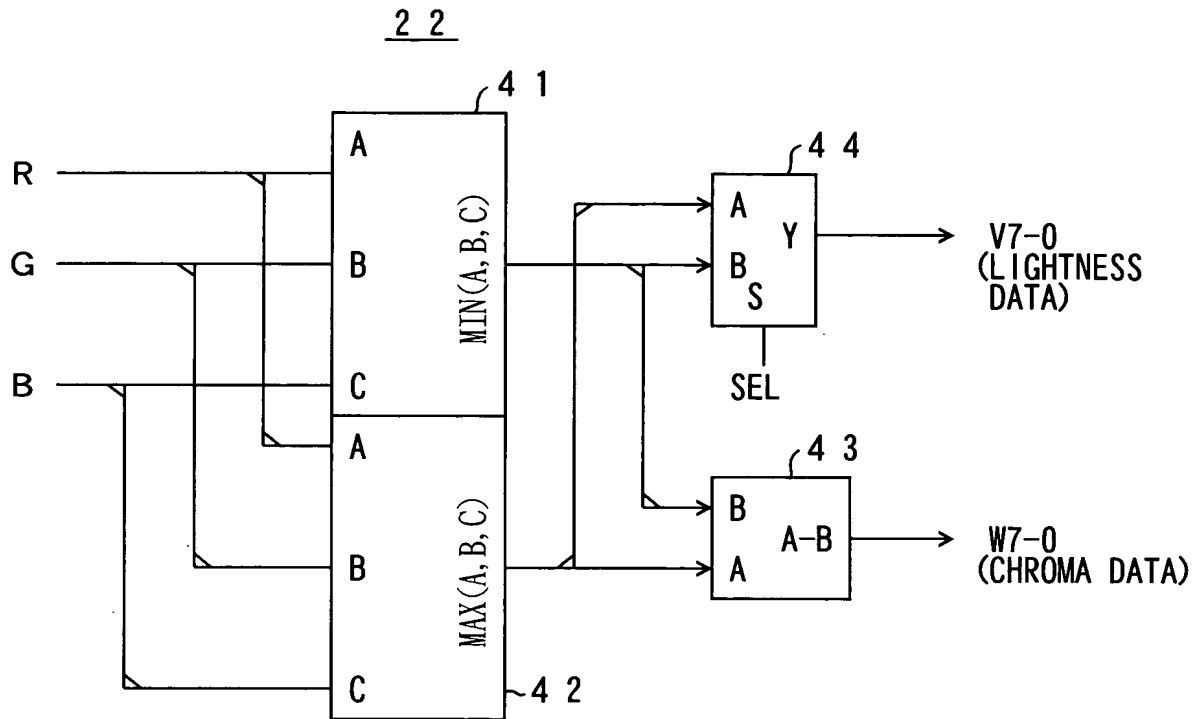 22
41
A
R
MIN(A,B,C)
G
B
B
C
44
A
Y
B
S
V7-0
(LIGHTNESS
DATA)
SEL
A
MAX(A,B,C)
B
C
42
43
B
A-B
A
W7-0
(CHROMA DATA)